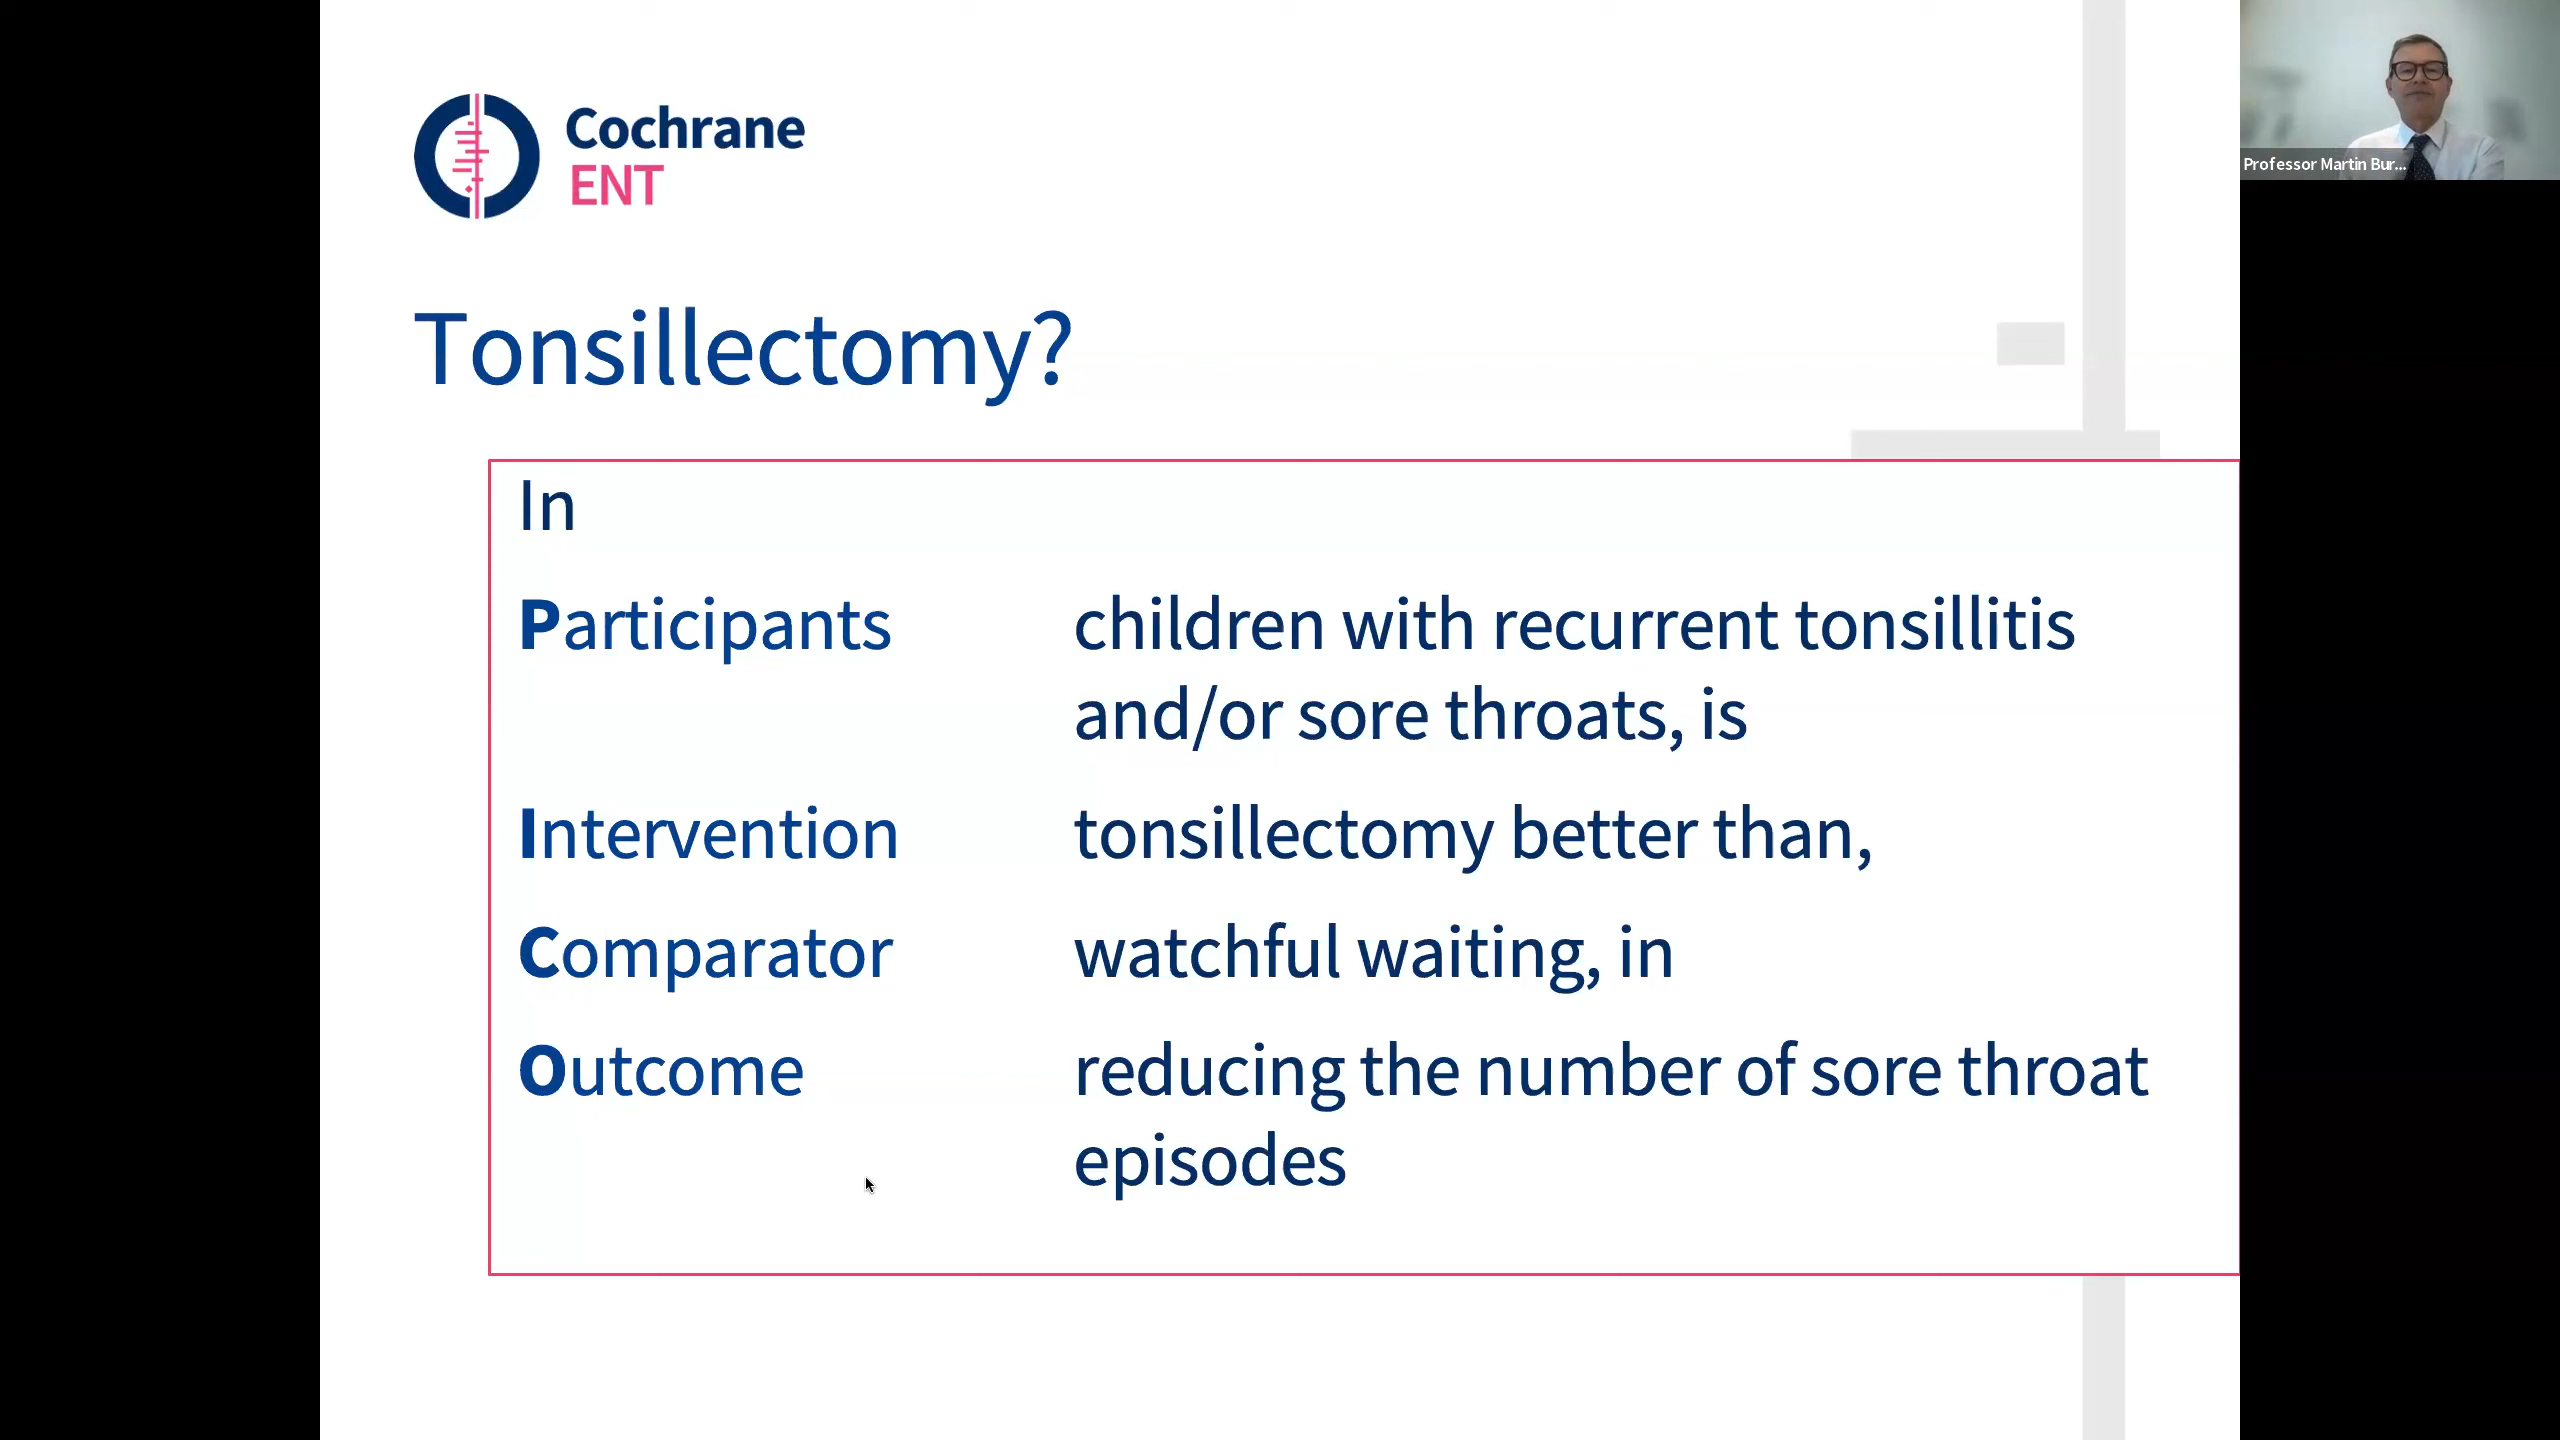 Cochrane
ENT
Professor Martin Bur...
Tonsillectomy?
In
Participants children with recurrent tonsillitis
and/or sore throats, is
Intervention tonsillectomy better than,
Comparator watchful waiting, in
Outcome reducing the number of sore throat
episodes